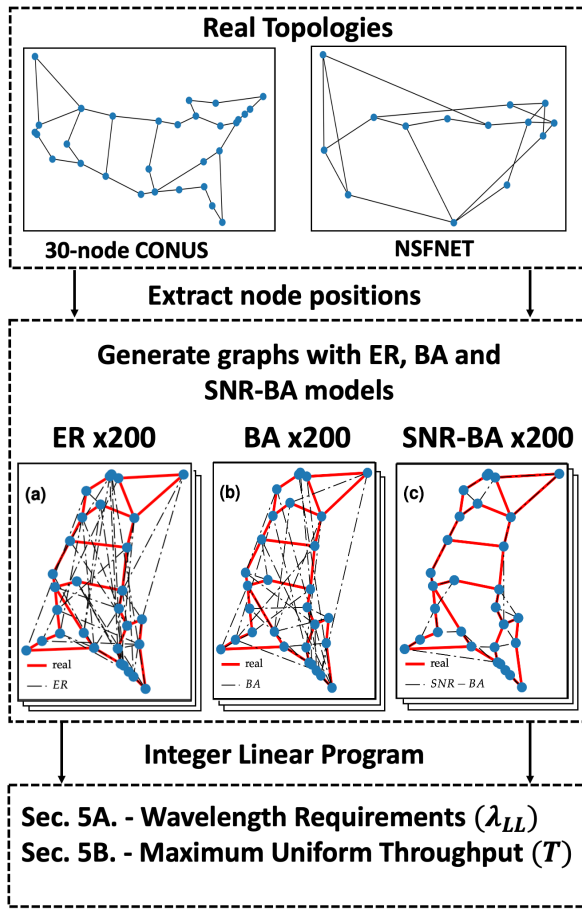 Real Topologies
30-node CONUS
NSFNET
Extract node positions
Generate graphs with ER, BA and
SNR-BA models
ER x200
BA x200
SNR-BA x200
(a)
(b)
(c)
real
ER
real
BA
real
SNR − BA
Integer Linear Program
Sec. 5A. - Wavelength Requirements (λ_LL)
Sec. 5B. - Maximum Uniform Throughput (T)